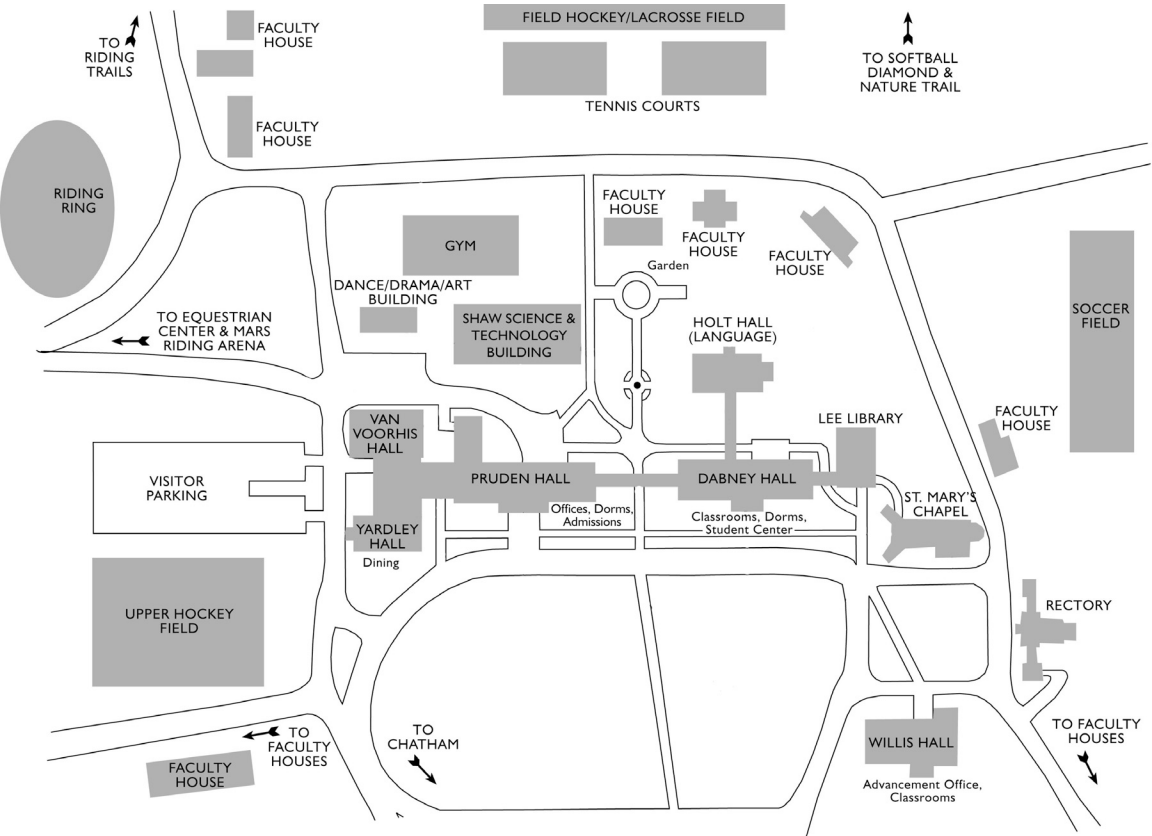 FIELD HOCKEY/LACROSSE FIELD
FACULTY
HOUSE
TO
RIDING
TRAILS
TO SOFTBALL
DIAMOND &
NATURE TRAIL
TENNIS COURTS
FACULTY
HOUSE
RIDING
RING
FACULTY
HOUSE
FACULTY
HOUSE
FACULTY
HOUSE
GYM
Garden
DANCE/DRAMA/ART
BUILDING
TO EQUESTRIAN
CENTER & MARS
RIDING ARENA
SHAW SCIENCE &
TECHNOLOGY
BUILDING
HOLT HALL
(LANGUAGE)
SOCCER
FIELD
VAN
VOORHIS
HALL
LEE LIBRARY
FACULTY
HOUSE
VISITOR
PARKING
PRUDEN HALL
DABNEY HALL
Offices, Dorms,
Admissions
Classrooms, Dorms,
Student Center
ST. MARY'S
CHAPEL
YARDLEY
HALL
Dining
UPPER HOCKEY
FIELD
RECTORY
TO
FACULTY
HOUSES
TO
CHATHAM
WILLIS HALL
TO FACULTY
HOUSES
FACULTY
HOUSE
Advancement Office,
Classrooms